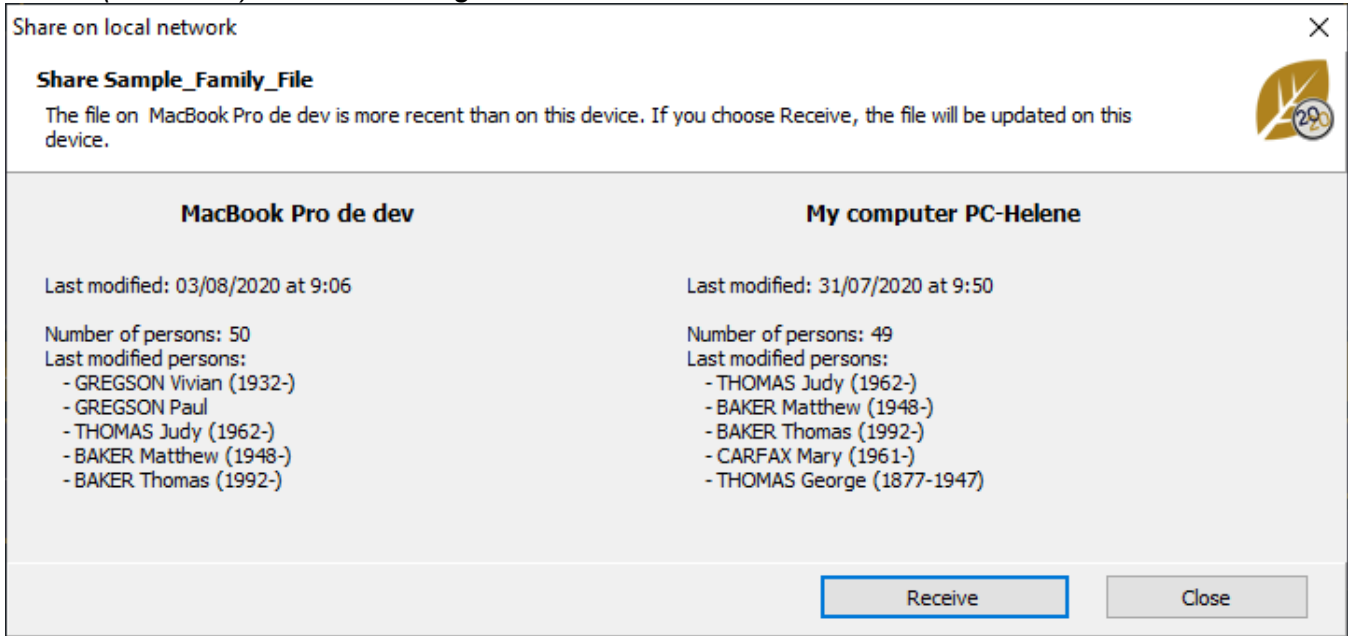 Share on local network
Share Sample_Family_File
The file on MacBook Pro de dev is more recent than on this device. If you choose Receive, the file will be updated on this
device.
MacBook Pro de dev
My computer PC-Helene
Last modified: 03/08/2020 at 9:06
Last modified: 31/07/2020 at 9:50
Number of persons: 50
Last modified persons:
- GREGSON Vivian (1932-)
- GREGSON Paul
- THOMAS Judy (1962-)
- BAKER Matthew (1948-)
- BAKER Thomas (1992-)
Number of persons: 49
Last modified persons:
- THOMAS Judy (1962-)
- BAKER Matthew (1948-)
- BAKER Thomas (1992-)
- CARFAX Mary (1961-)
- THOMAS George (1877-1947)
Receive
Close